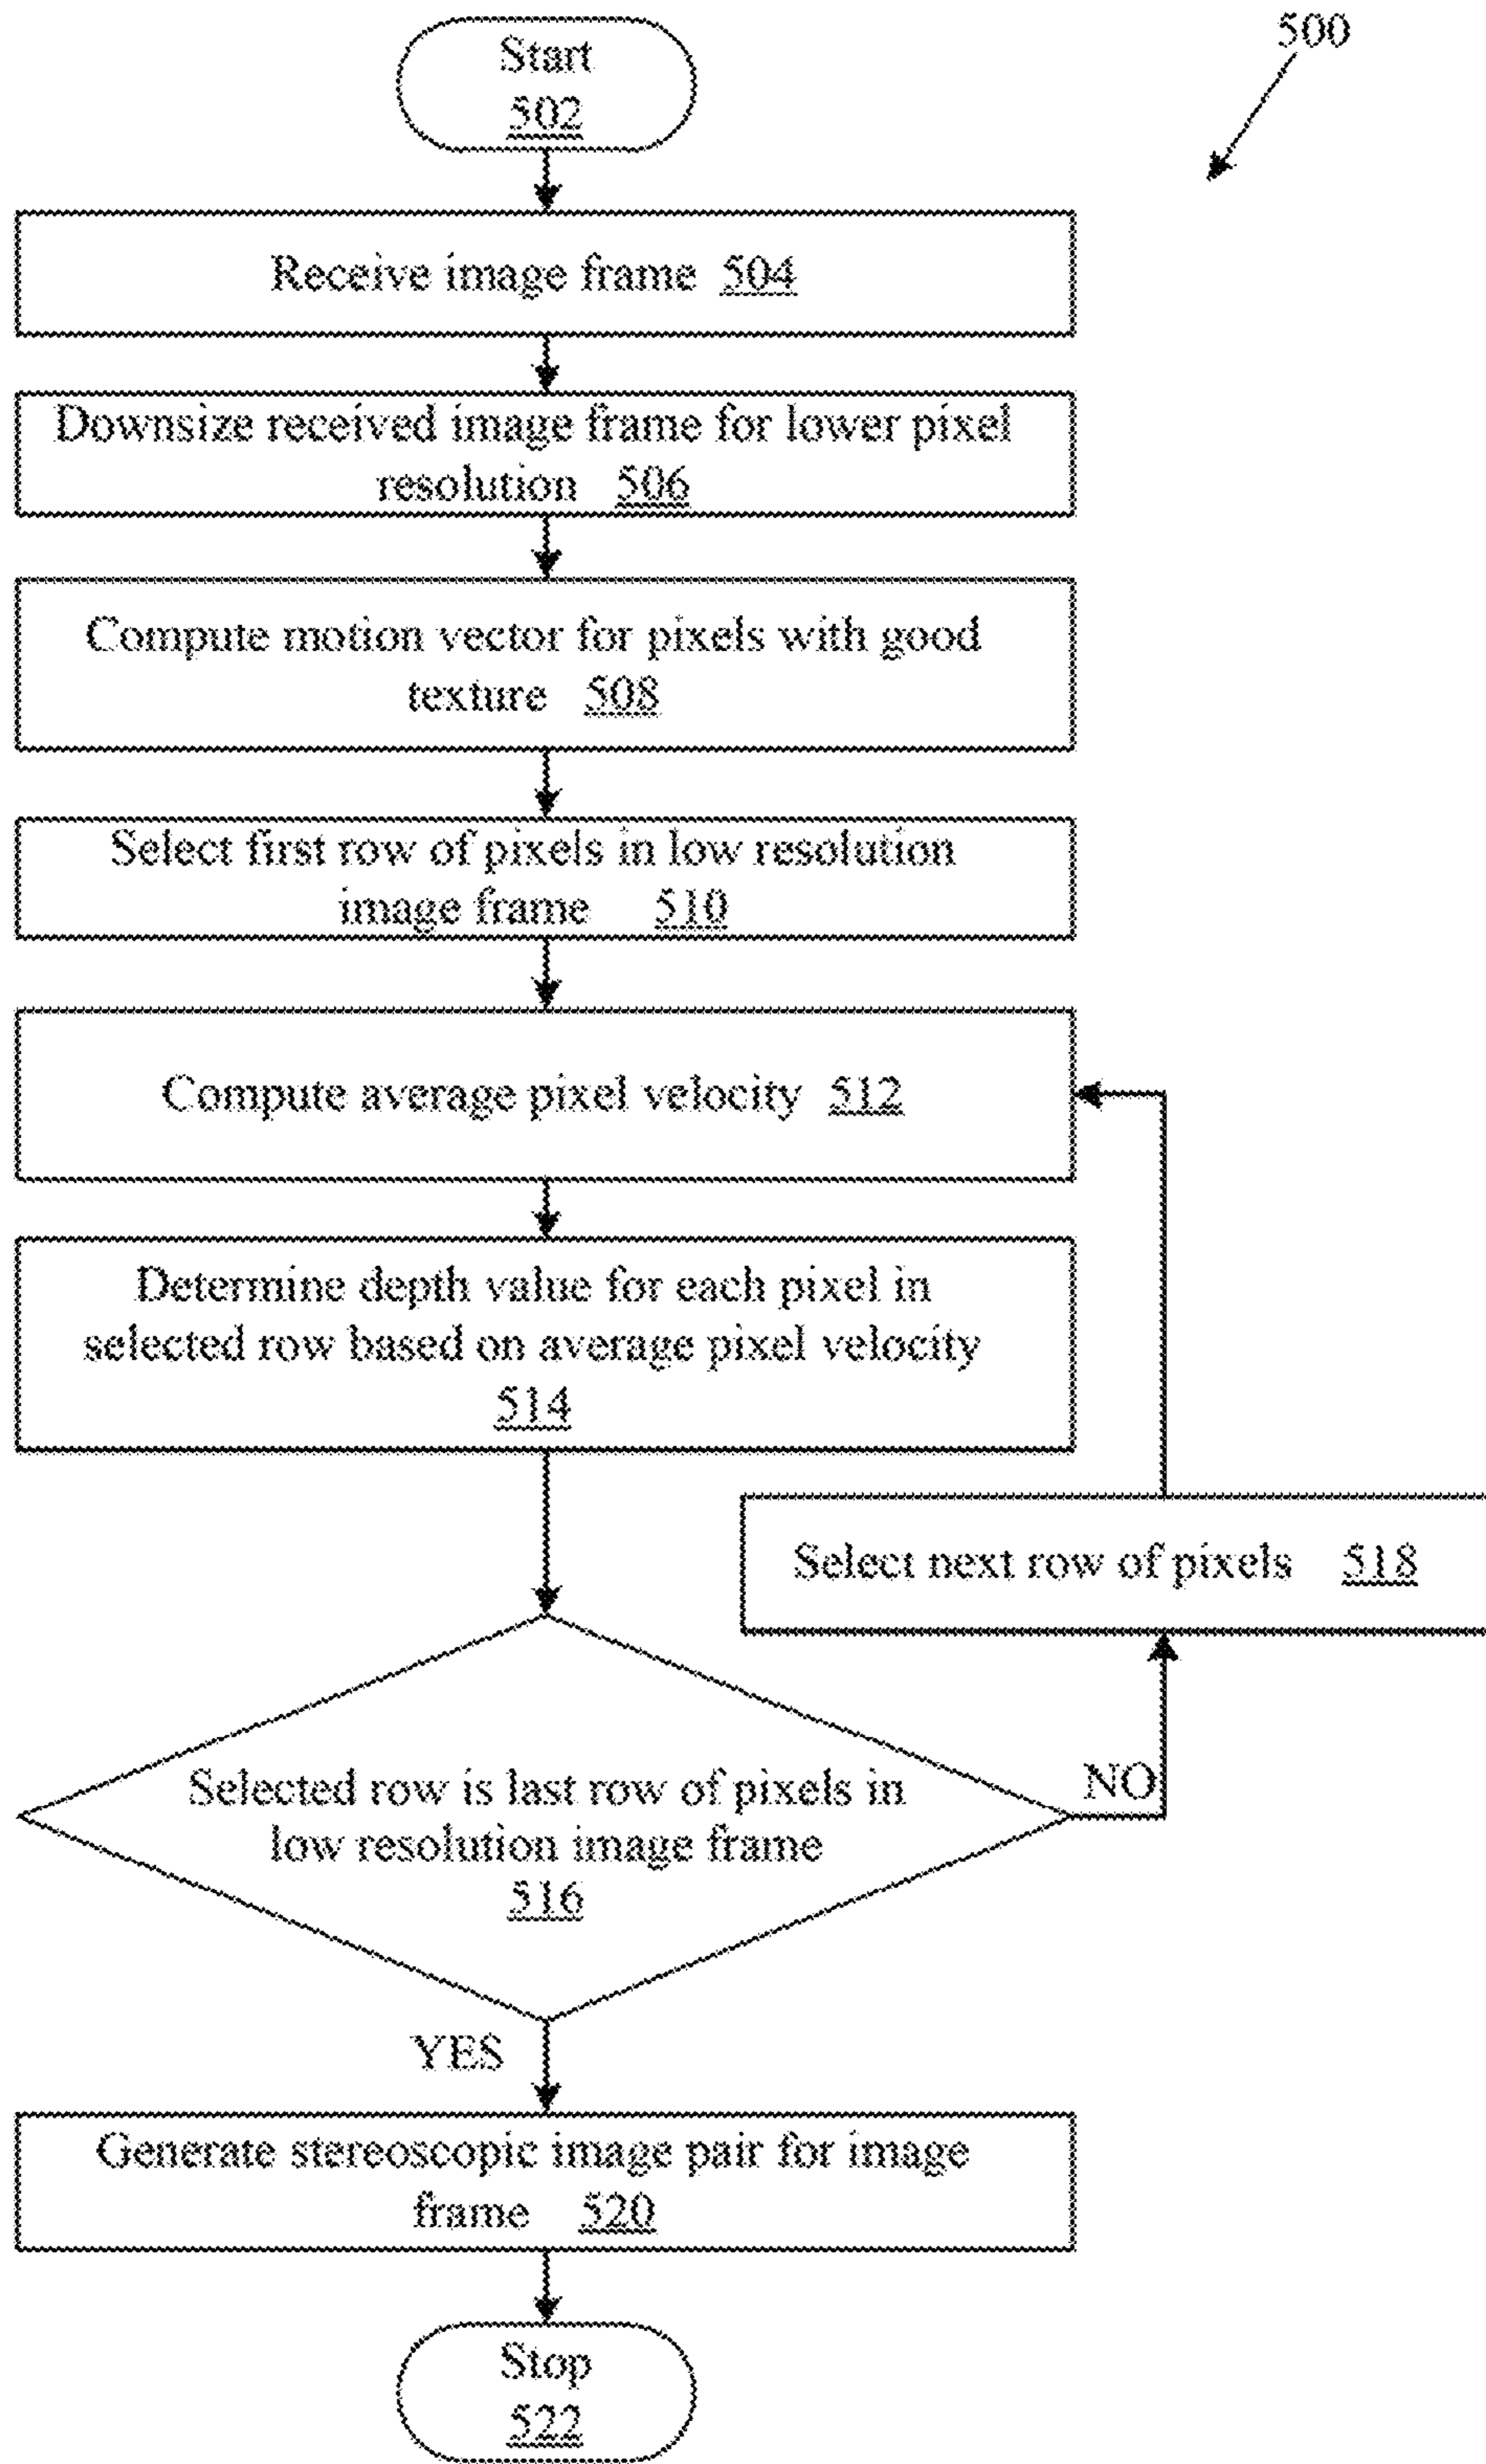 500
Start
502
Receive image frame 504
Downsize received image frame for lower pixel
resolution 506
Compute motion vector for pixels with good
texture 508
Select first row of pixels in low resolution
image frame 510
Compute average pixel velocity 512
Determine depth value for each pixel in
selected row based on average pixel velocity
514
Select next row of pixels 518
Selected row is last row of pixels in
low resolution image frame
516
NO
YES
Generate stereoscopic image pair for image
frame 520
Stop
522